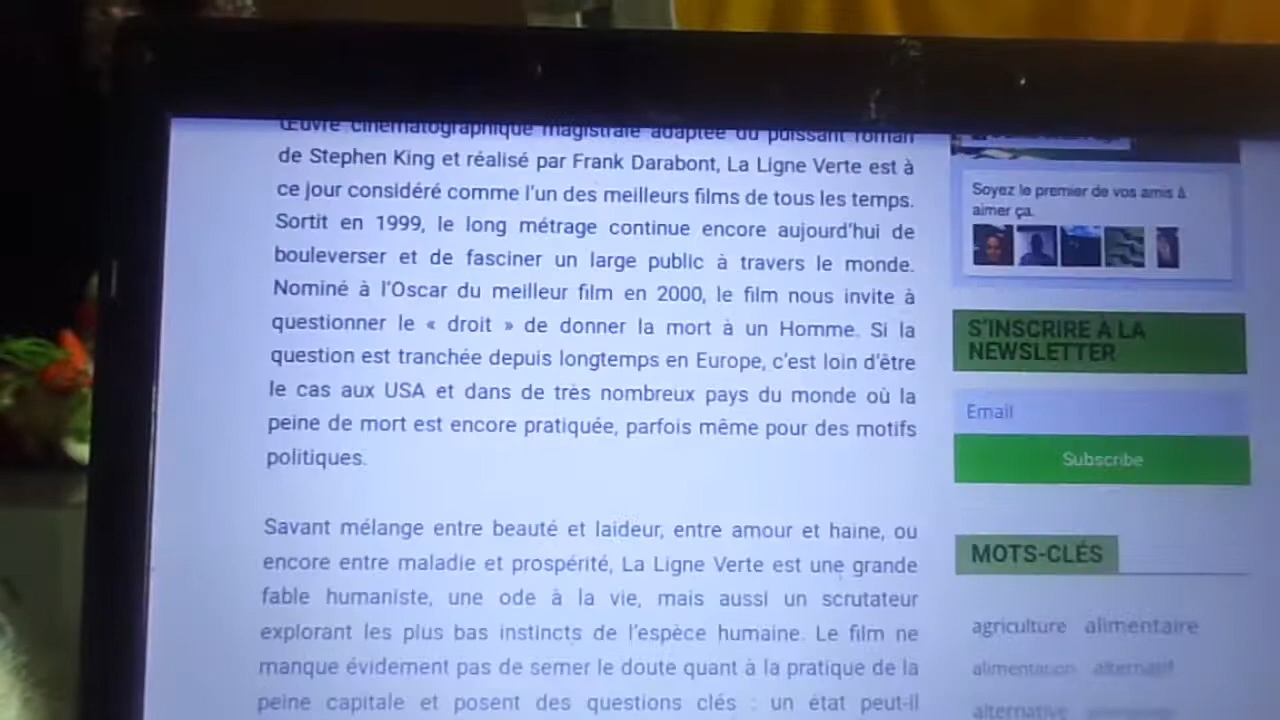 Œuvre cinématographique magistrale adaptée du puissant roman
de Stephen King et réalisé par Frank Darabont, La Ligne Verte est à
ce jour considéré comme l'un des meilleurs films de tous les temps.
Sortit en 1999, le long métrage continue encore aujourd'hui de
bouleverser et de fasciner un large public à travers le monde.
Nominé à l'Oscar du meilleur film en 2000, le film nous invite à
questionner le « droit » de donner la mort à un Homme. Si la
question est tranchée depuis longtemps en Europe, c'est loin d'être
le cas aux USA et dans de très nombreux pays du monde où la
peine de mort est encore pratiquée, parfois même pour des motifs
politiques.
Savant mélange entre beauté et laideur, entre amour et haine, ou
encore entre maladie et prospérité, La Ligne Verte est une grande
fable humaniste, une ode à la vie, mais aussi un scrutateur
explorant les plus bas instincts de l'espèce humaine. Le film ne
manque évidement pas de semer le doute quant à la pratique de la
peine capitale et posent des questions clés : un état peut-il
Soyez le premier de vos amis à
aimer ça.
S'INSCRIRE À LA
NEWSLETTER
Email
Subscribe
MOTS-CLÉS
agriculture alimentaire
alimentation alternatif
alternative